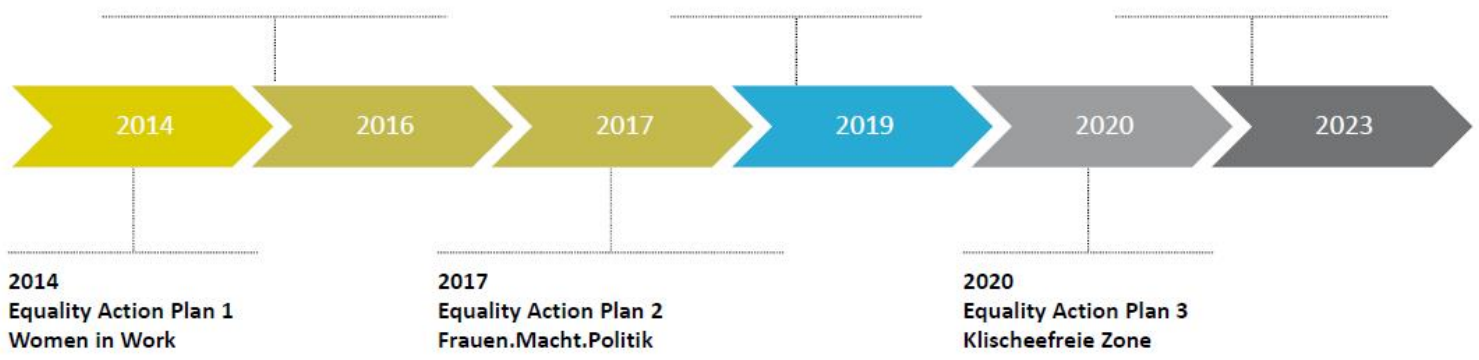 2014
2016
2017
2019
2020
2023
2014
Equality Action Plan 1
Women in Work
2017
Equality Action Plan 2
Frauen.Macht.Politik
2020
Equality Action Plan 3
Klischeefreie Zone